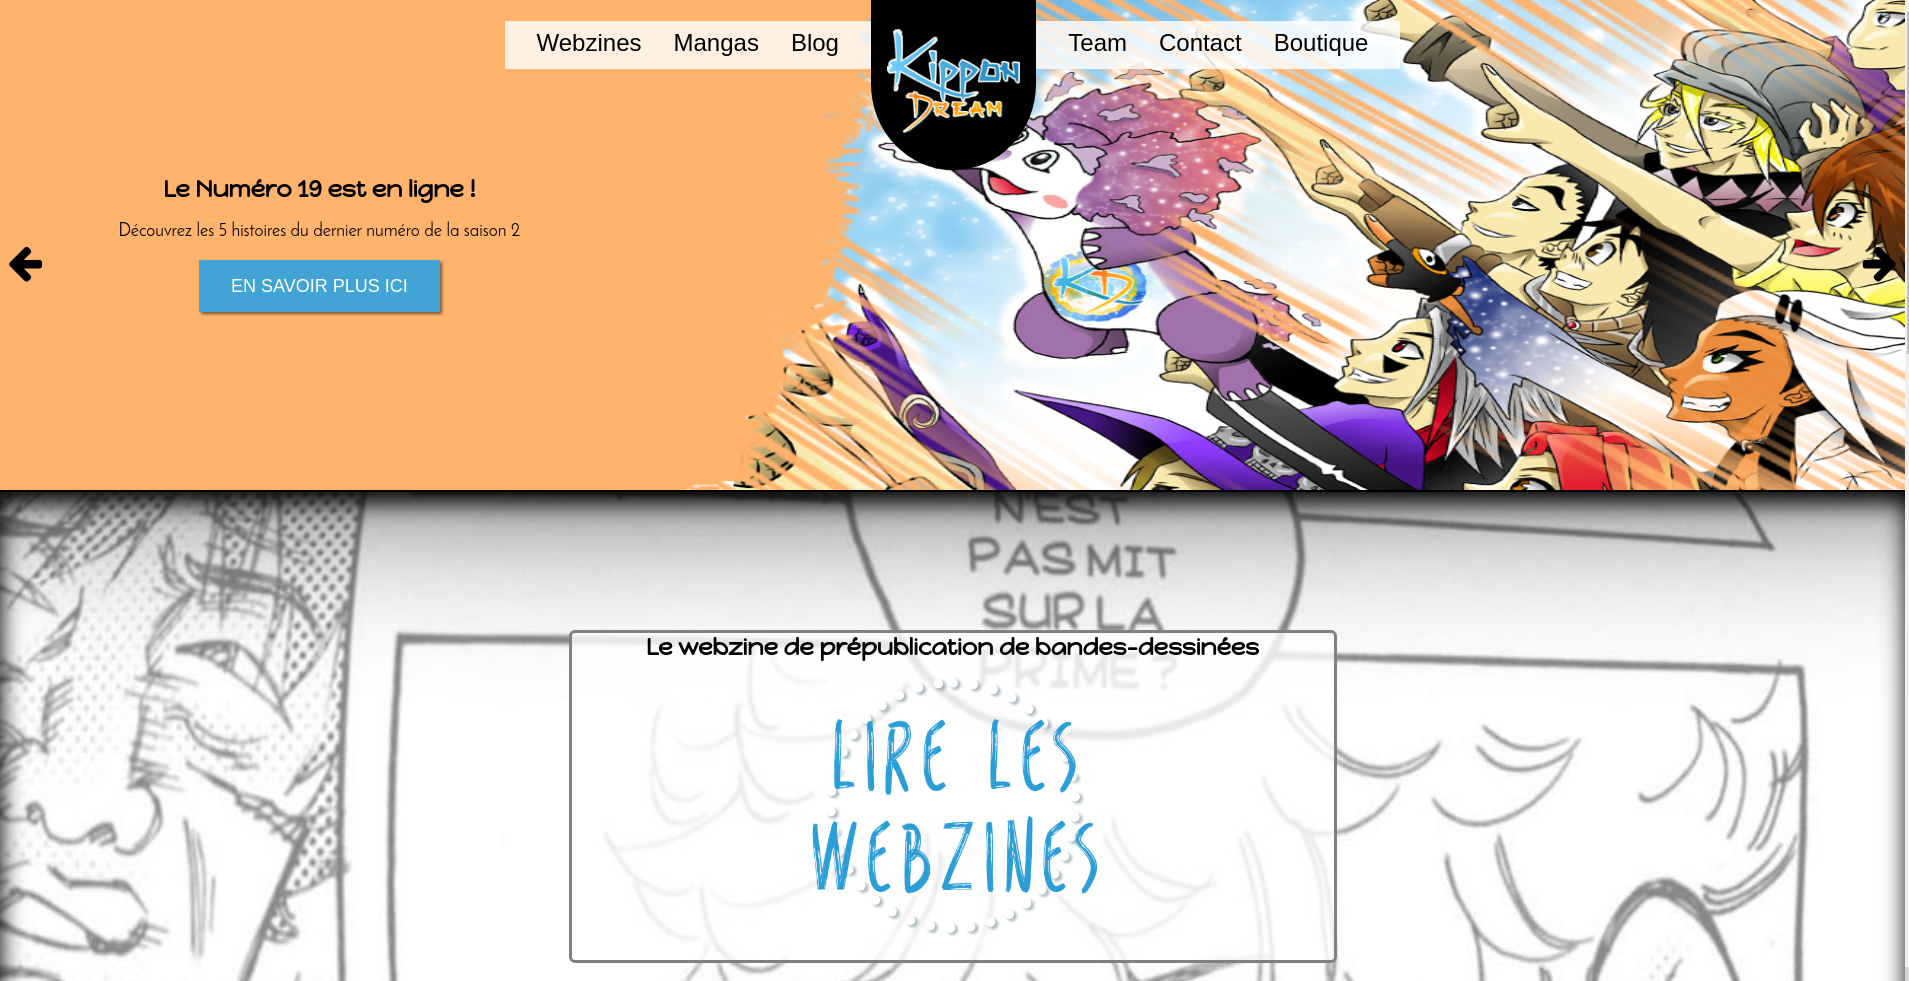 Webzines Mangas Blog
Kippon
Dream
Team Contact Boutique
Le Numéro 19 est en ligne !
Découvrez les 5 histoires du dernier numéro de la saison 2
EN SAVOIR PLUS ICI
KD
N'EST
PAS MIT
SUR LA
PRIME ?
Le webzine de prépublication de bandes-dessinées
LIRE LES
WEBZINES